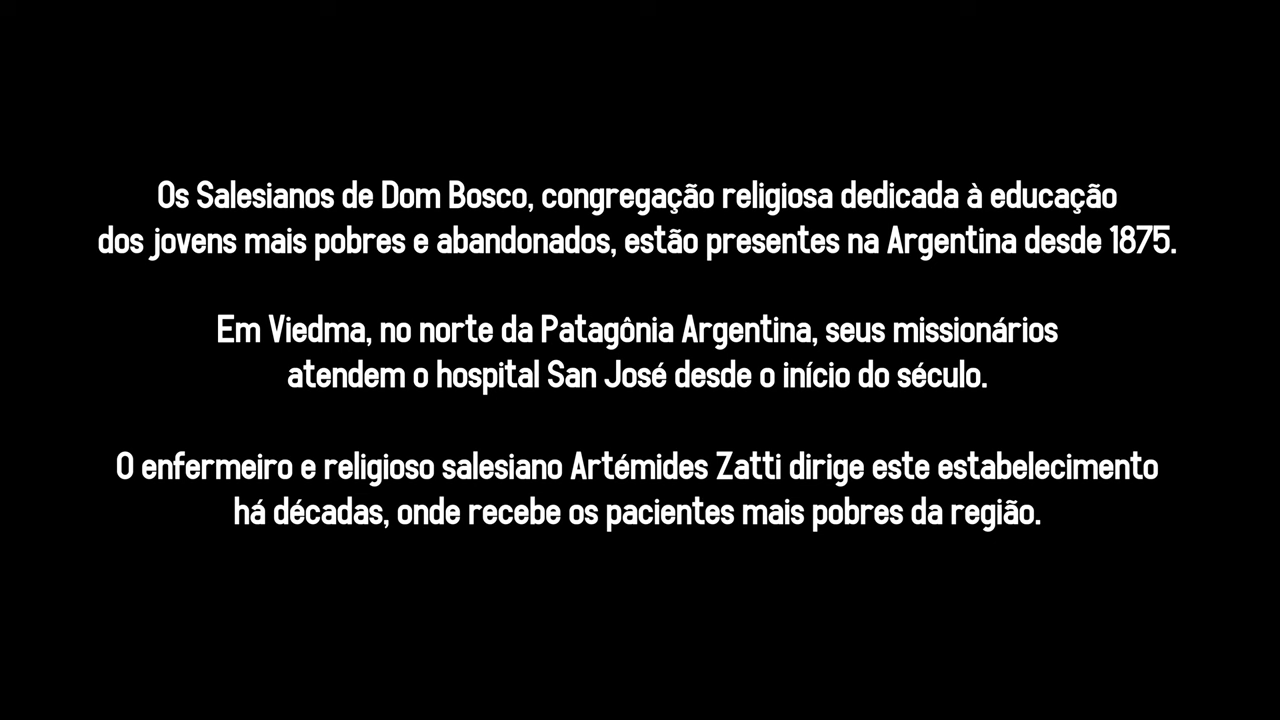 Os Salesianos de Dom Bosco, congregação religiosa dedicada à educação
dos jovens mais pobres e abandonados, estão presentes na Argentina desde 1875.
Em Viedma, no norte da Patagônia Argentina, seus missionários
atendem o hospital San José desde o início do século.
O enfermeiro e religioso salesiano Artémides Zatti dirige este estabelecimento
há décadas, onde recebe os pacientes mais pobres da região.